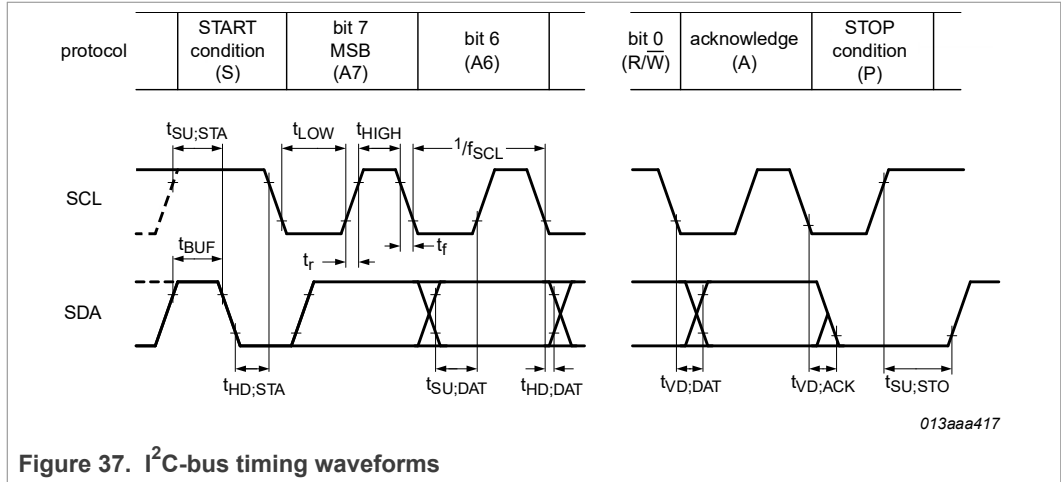 protocol
START condition (S)
bit 7 MSB (A7)
bit 6 (A6)
bit 0 (R/W̅)
acknowledge (A)
STOP condition (P)
tSU;STA
tLOW
tHIGH
1/fSCL
SCL
tBUF
tr
tf
SDA
tHD;STA
tSU;DAT
tHD;DAT
tVD;DAT
tVD;ACK
tSU;STO
013aaa417
Figure 37. I²C-bus timing waveforms